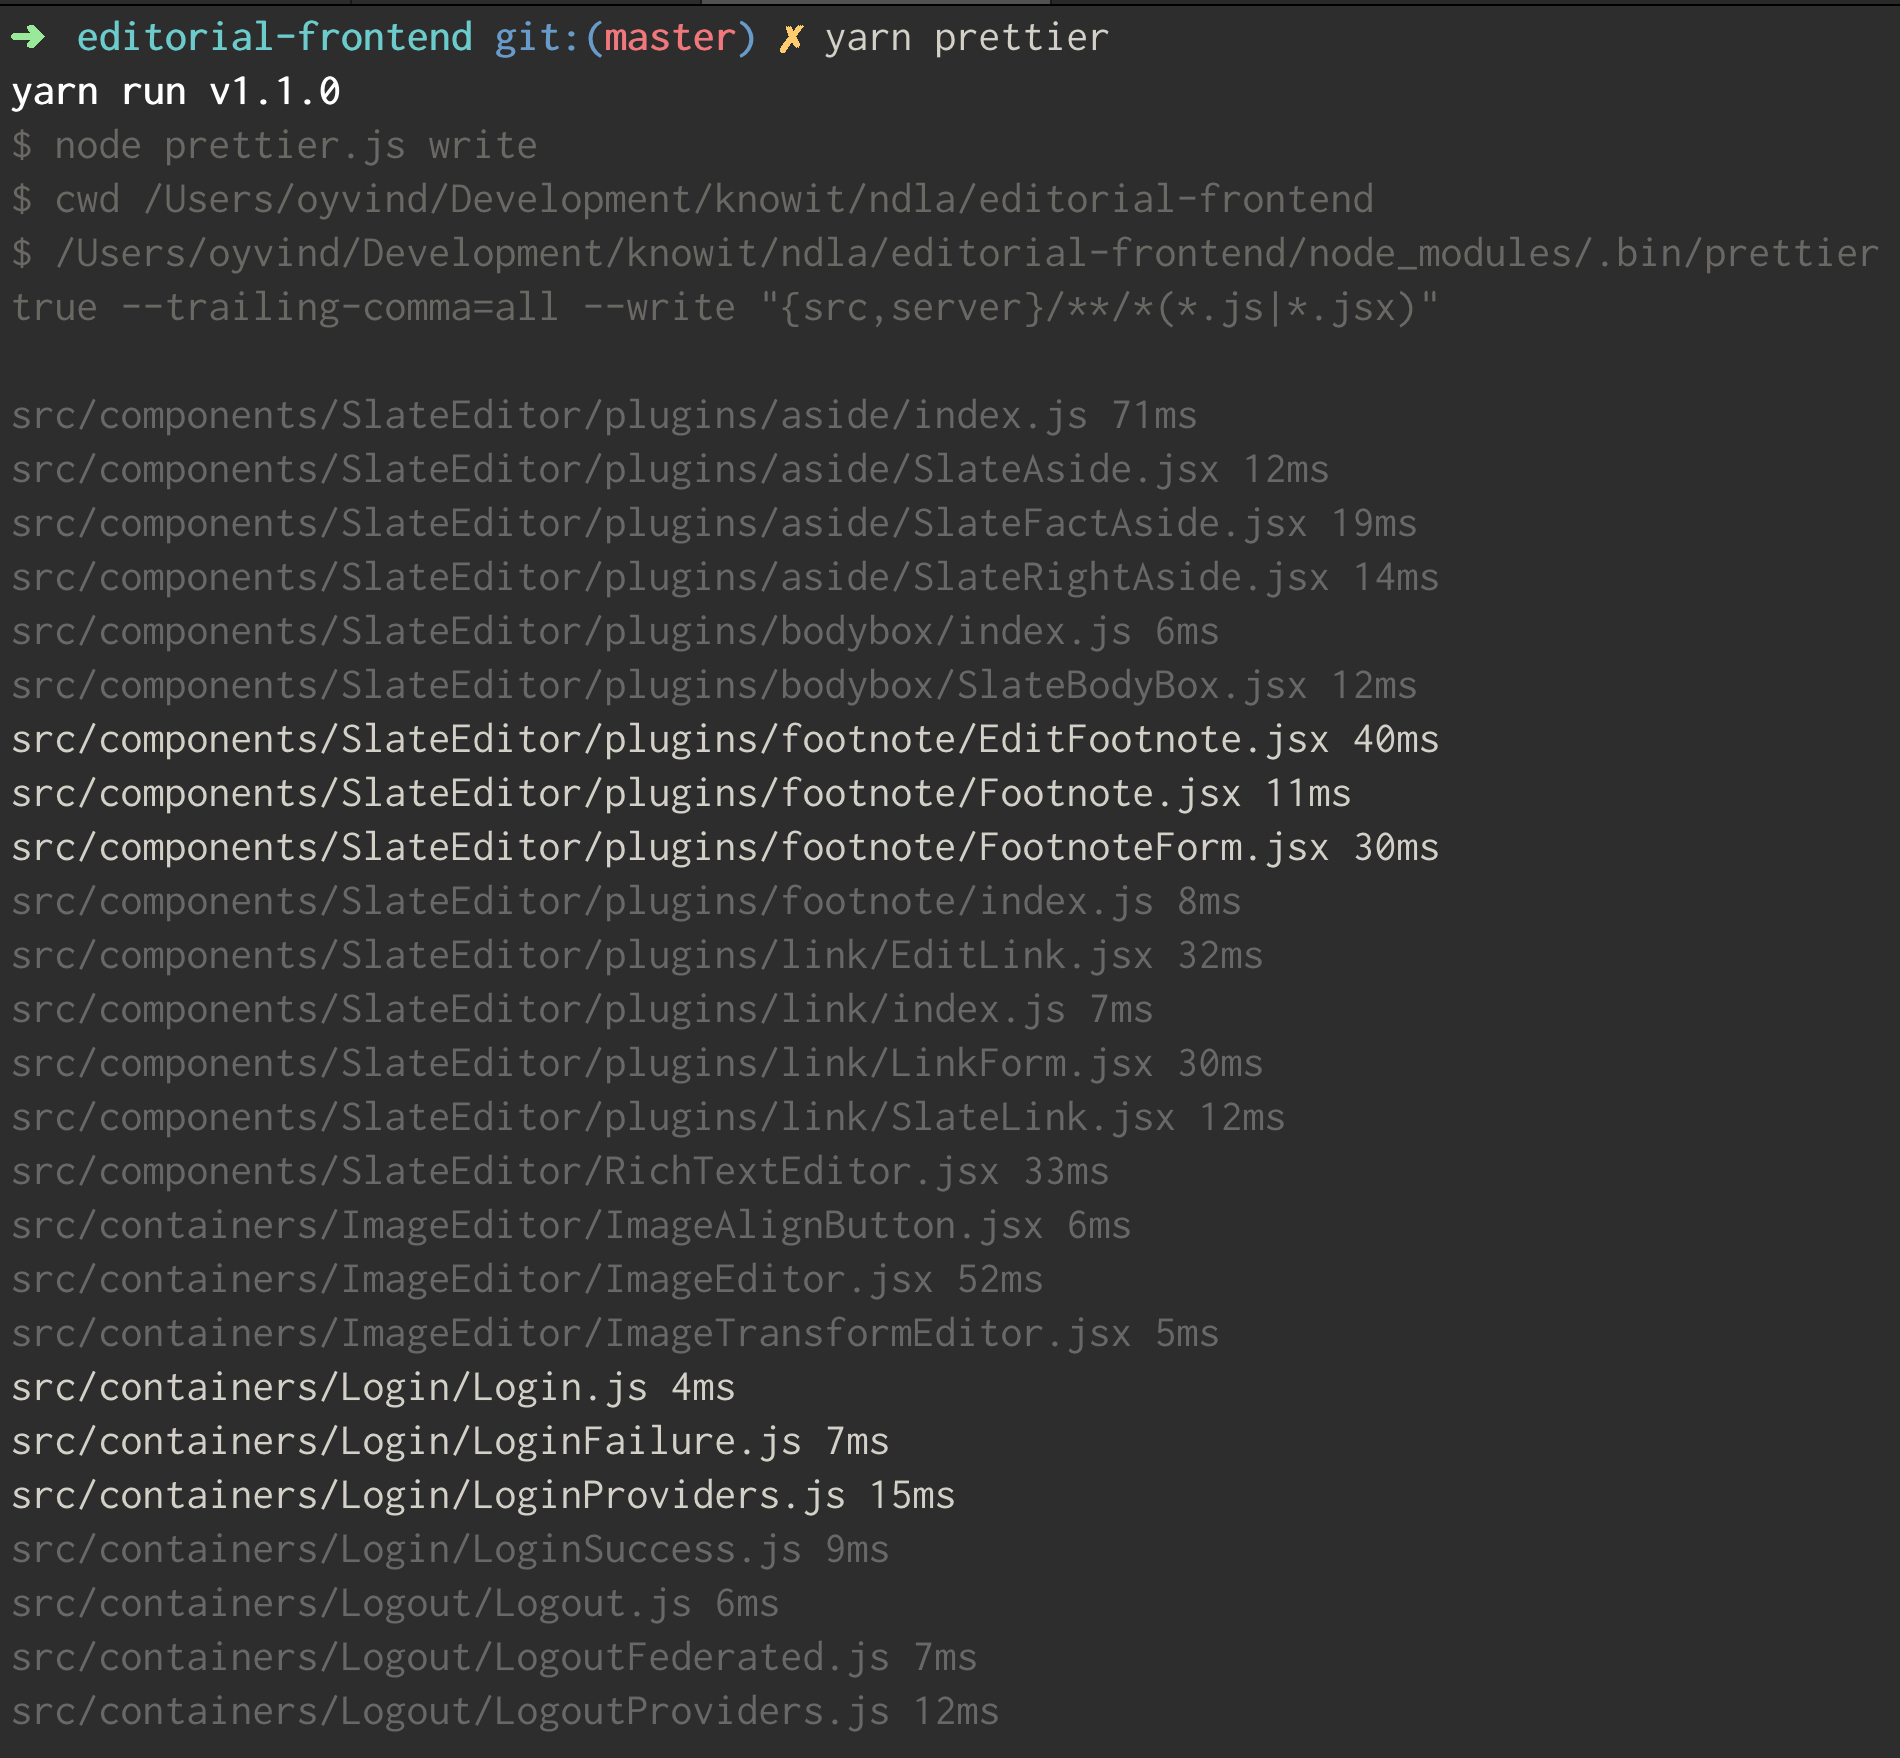 ➜ editorial-frontend git:(master) ✗ yarn prettier
yarn run v1.1.0
$ node prettier.js write
$ cwd /Users/oyvind/Development/knowit/ndla/editorial-frontend
$ /Users/oyvind/Development/knowit/ndla/editorial-frontend/node_modules/.bin/prettier
true --trailing-comma=all --write "{src,server}/**/*(*.js|*.jsx)"
src/components/SlateEditor/plugins/aside/index.js 71ms
src/components/SlateEditor/plugins/aside/SlateAside.jsx 12ms
src/components/SlateEditor/plugins/aside/SlateFactAside.jsx 19ms
src/components/SlateEditor/plugins/aside/SlateRightAside.jsx 14ms
src/components/SlateEditor/plugins/bodybox/index.js 6ms
src/components/SlateEditor/plugins/bodybox/SlateBodyBox.jsx 12ms
src/components/SlateEditor/plugins/footnote/EditFootnote.jsx 40ms
src/components/SlateEditor/plugins/footnote/Footnote.jsx 11ms
src/components/SlateEditor/plugins/footnote/FootnoteForm.jsx 30ms
src/components/SlateEditor/plugins/footnote/index.js 8ms
src/components/SlateEditor/plugins/link/EditLink.jsx 32ms
src/components/SlateEditor/plugins/link/index.js 7ms
src/components/SlateEditor/plugins/link/LinkForm.jsx 30ms
src/components/SlateEditor/plugins/link/SlateLink.jsx 12ms
src/components/SlateEditor/RichTextEditor.jsx 33ms
src/containers/ImageEditor/ImageAlignButton.jsx 6ms
src/containers/ImageEditor/ImageEditor.jsx 52ms
src/containers/ImageEditor/ImageTransformEditor.jsx 5ms
src/containers/Login/Login.js 4ms
src/containers/Login/LoginFailure.js 7ms
src/containers/Login/LoginProviders.js 15ms
src/containers/Login/LoginSuccess.js 9ms
src/containers/Logout/Logout.js 6ms
src/containers/Logout/LogoutFederated.js 7ms
src/containers/Logout/LogoutProviders.js 12ms